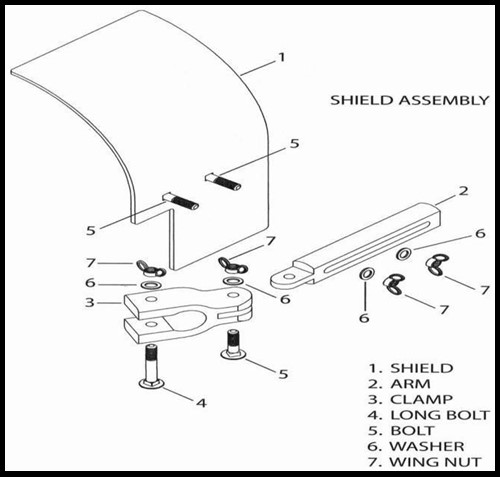 1
SHIELD ASSEMBLY
5
2
5
6
7
7
6
6
3
6
7
5
4
1. SHIELD
2. ARM
3. CLAMP
4. LONG BOLT
5. BOLT
6. WASHER
7. WING NUT